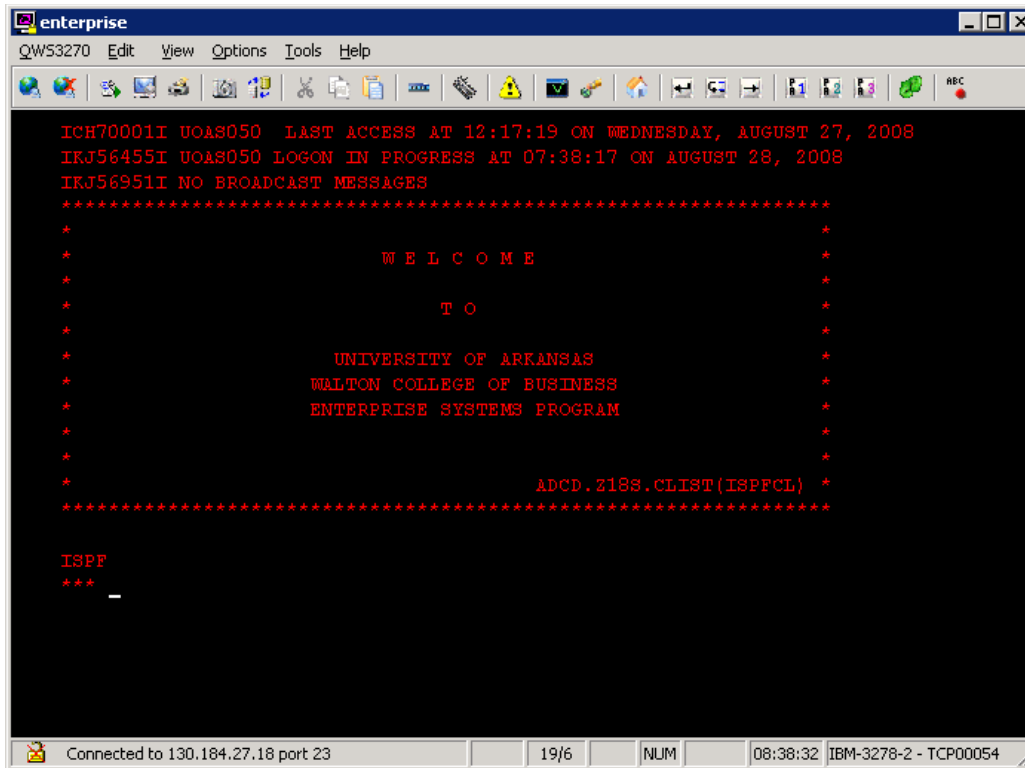 enterprise
QWS3270 Edit View Options Tools Help
ABC
ICH70001I UOAS050  LAST ACCESS AT 12:17:19 ON WEDNESDAY, AUGUST 27, 2008
IKJ56455I UOAS050 LOGON IN PROGRESS AT 07:38:17 ON AUGUST 28, 2008
IKJ56951I NO BROADCAST MESSAGES
*****************************************************************
*                                                               *
*                          W E L C O M E                        *
*                                                               *
*                               T O                             *
*                                                               *
*                      UNIVERSITY OF ARKANSAS                   *
*                    WALTON COLLEGE OF BUSINESS                 *
*                    ENTERPRISE SYSTEMS PROGRAM                 *
*                                                               *
*                                                               *
*                                       ADCD.Z18S.CLIST(ISPFCL) *
*****************************************************************
ISPF
***
Connected to 130.184.27.18 port 23 19/6 NUM 08:38:32 IBM-3278-2 - TCP00054